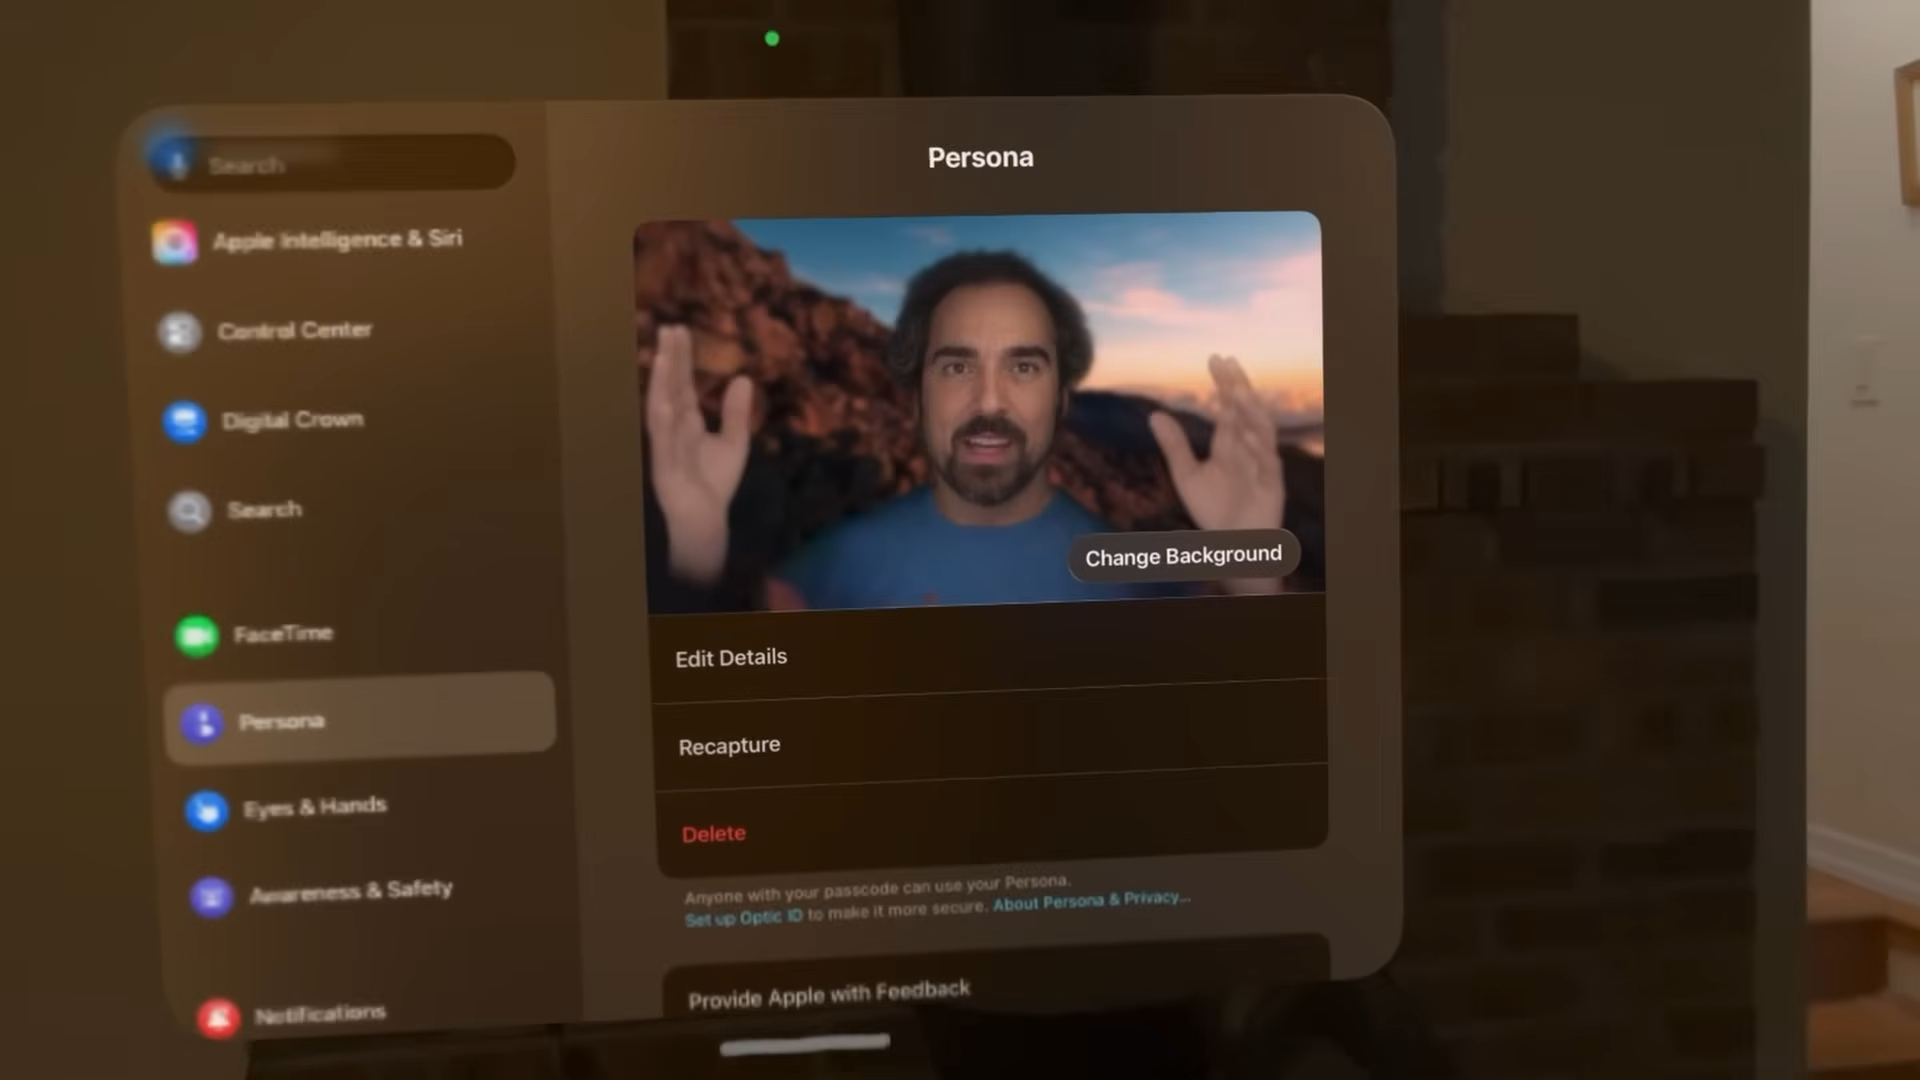 Search
Apple Intelligence & Siri
Control Center
Digital Crown
Search
FaceTime
Persona
Eyes & Hands
Awareness & Safety
Notifications
Persona
Change Background
Edit Details
Recapture
Delete
Anyone with your passcode can use your Persona.
Set up Optic ID to make it more secure. About Persona & Privacy...
Provide Apple with Feedback